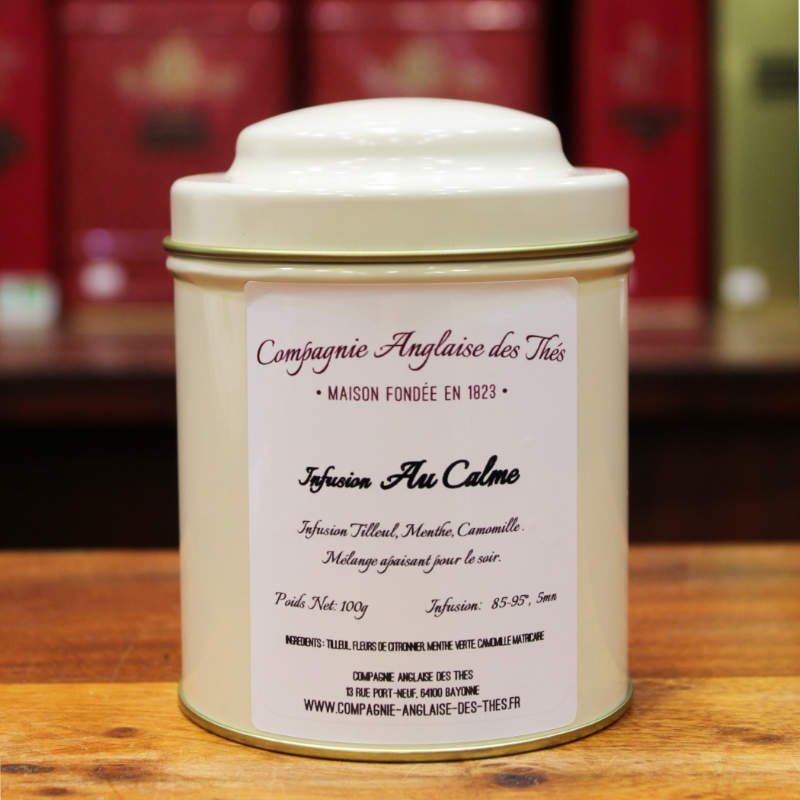 Compagnie Anglaise des Thés
• MAISON FONDÉE EN 1823 •
Infusion Au Calme
Infusion Tilleul, Menthe, Camomille.
Mélange apaisant pour le soir.
Poids Net: 100g Infusion: 85-95°, 5mn
INGREDIENTS : TILLEUL, FLEURS DE CITRONNIER, MENTHE VERTE, CAMOMILLE MATRICAIRE
COMPAGNIE ANGLAISE DES THES
13 RUE PORT-NEUF, 64100 BAYONNE
WWW.COMPAGNIE-ANGLAISE-DES-THES.FR